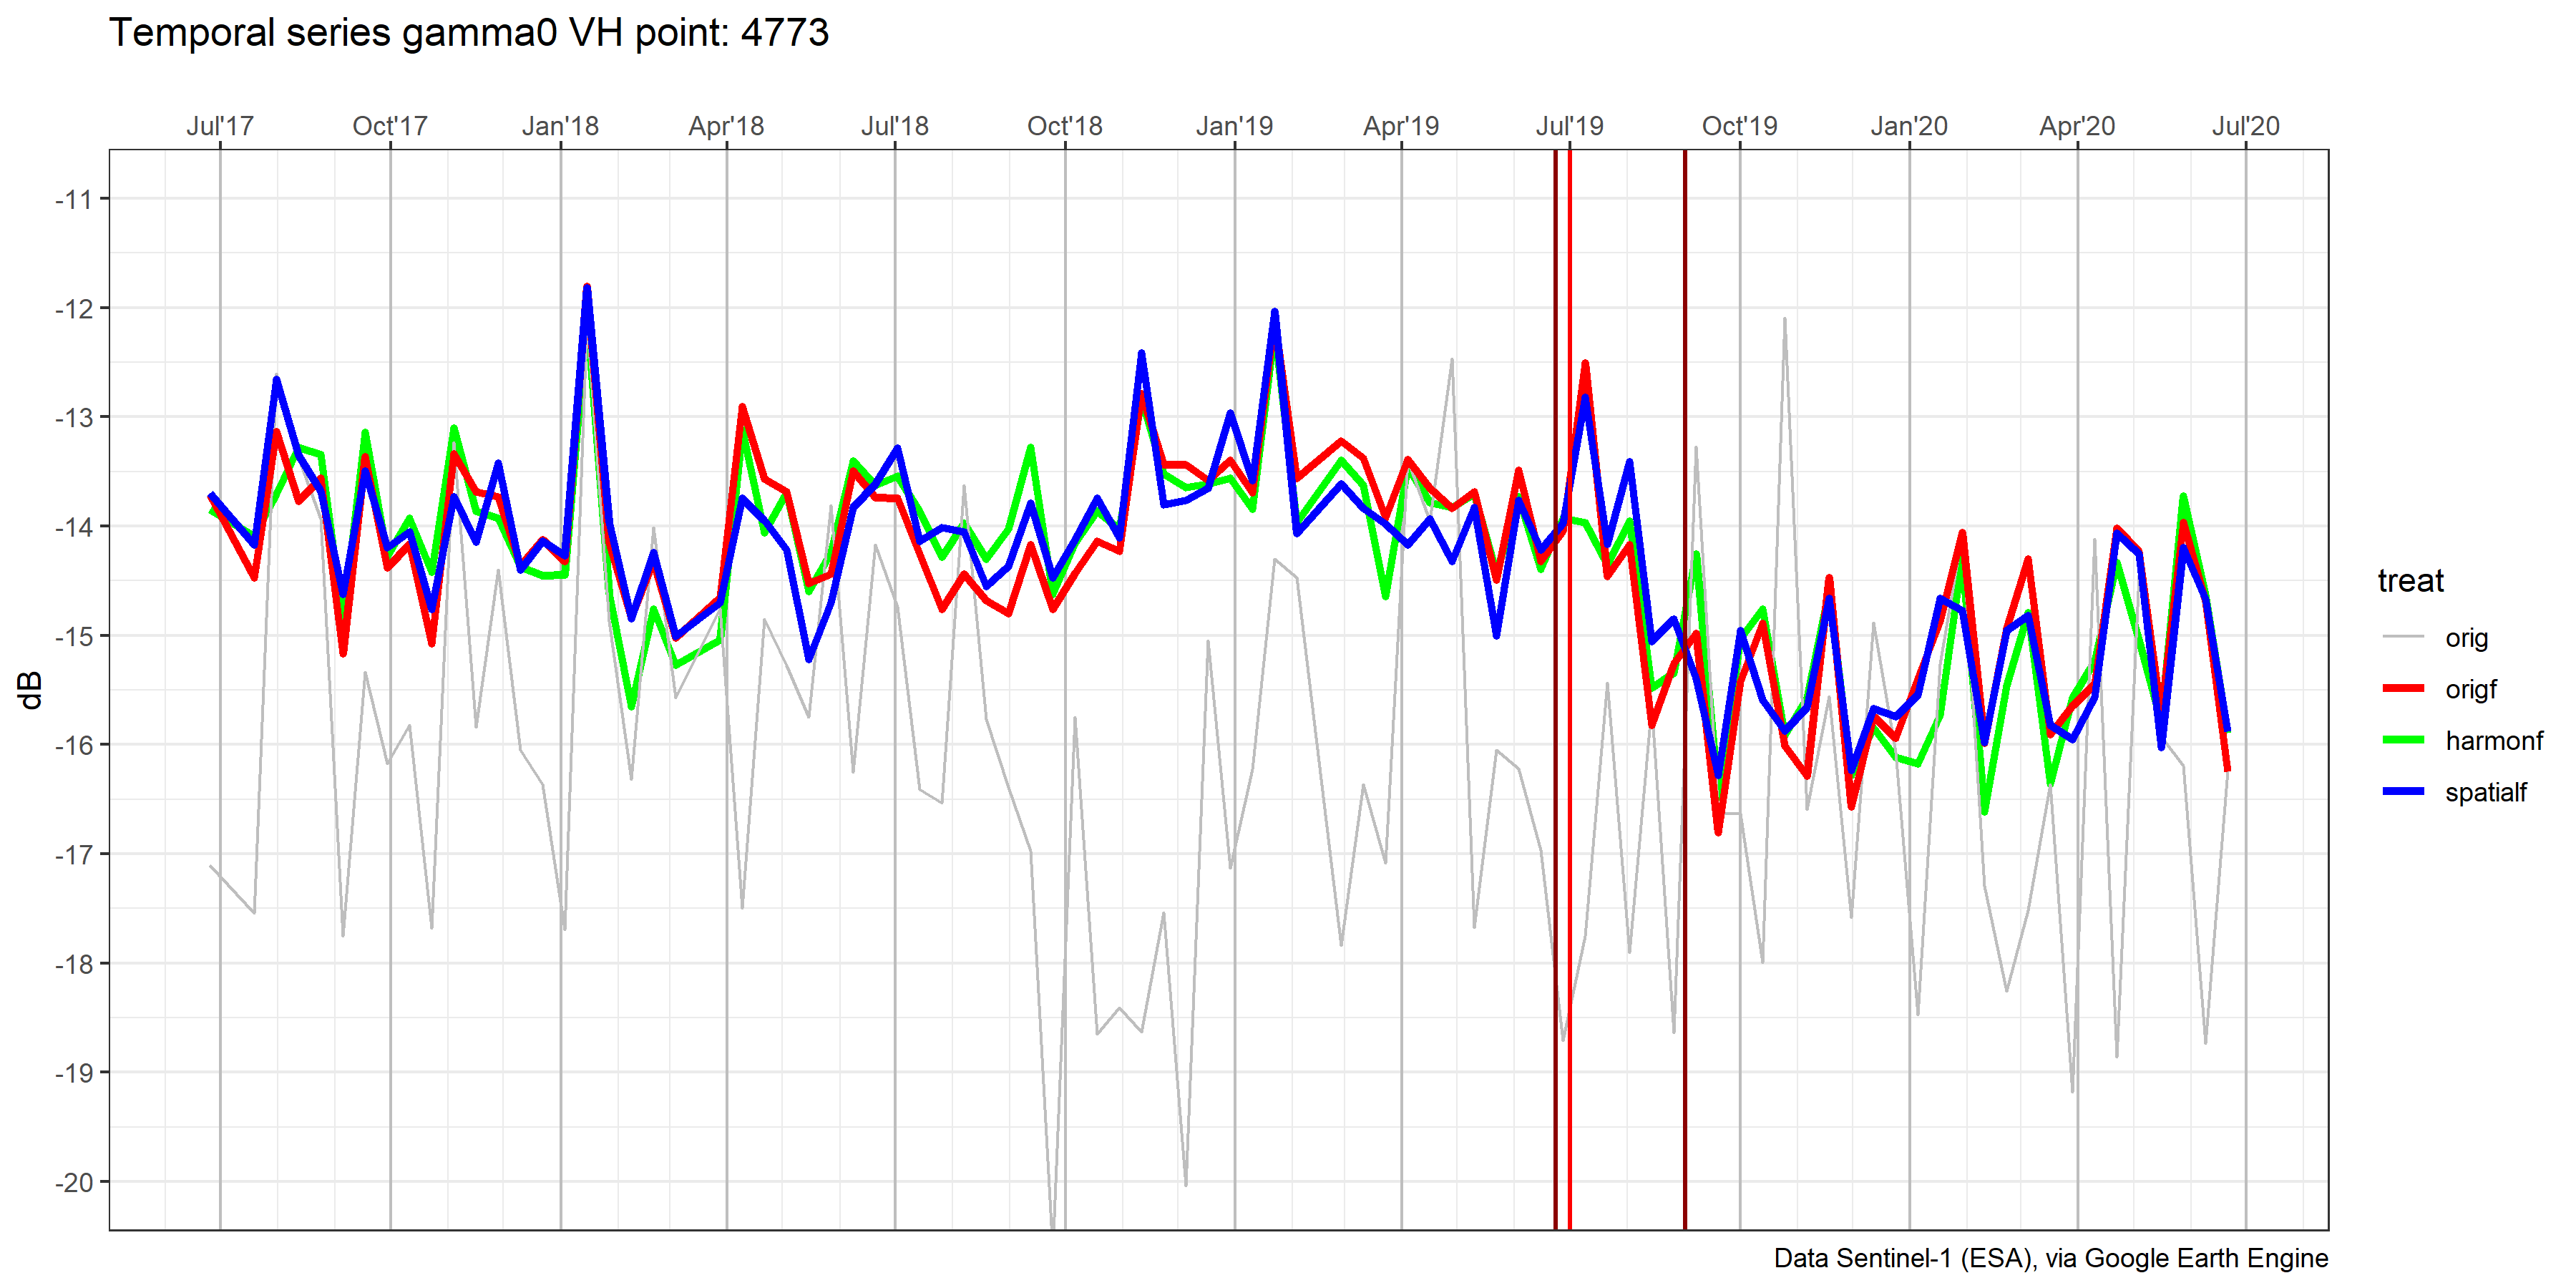 Temporal series gamma0 VH point: 4773
Jul'17 Oct'17 Jan'18 Apr'18 Jul'18 Oct'18 Jan'19 Apr'19 Jul'19 Oct'19 Jan'20 Apr'20 Jul'20
-11
-12
-13
-14
-15
-16
-17
-18
-19
-20
dB
treat
orig
origf
harmonf
spatialf
Data Sentinel-1 (ESA), via Google Earth Engine